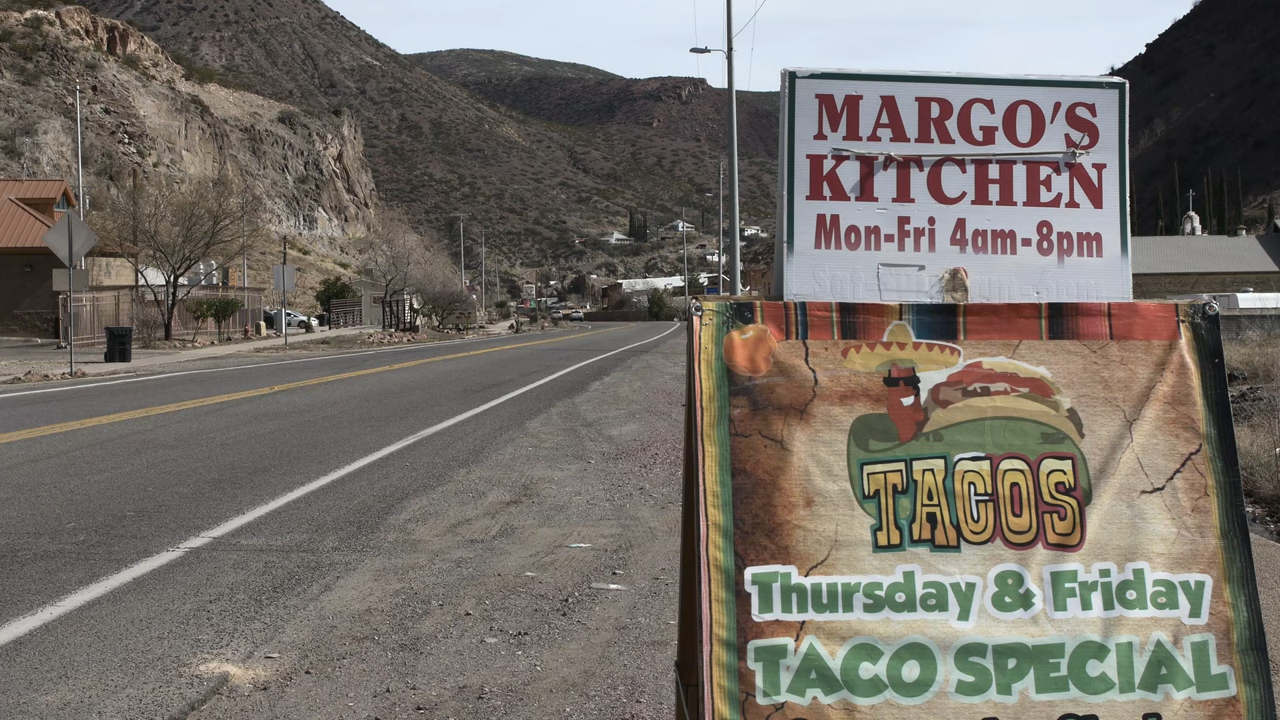 MARGO'S
KITCHEN
Mon-Fri 4am-8pm
TACOS
Thursday & Friday
TACO SPECIAL